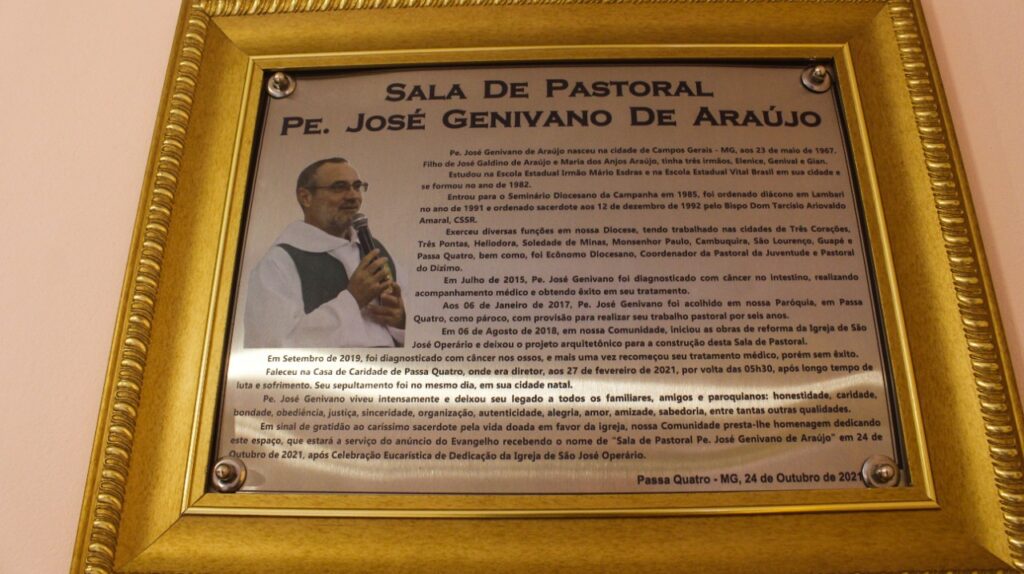 SALA DE PASTORAL
PE. JOSÉ GENIVANO DE ARAÚJO
Pe. José Genivano de Araújo nasceu na cidade de Campos Gerais - MG, aos 23 de maio de 1967.
Filho de José Galdino de Araújo e Maria dos Anjos Araújo, tinha três irmãos, Elenice, Genival e Gian.
Estudou na Escola Estadual Irmão Mário Esdras e na Escola Estadual Vital Brasil em sua cidade e
se formou no ano de 1982.
Entrou para o Seminário Diocesano da Campanha em 1985, foi ordenado diácono em Lambari
no ano de 1991 e ordenado sacerdote aos 12 de dezembro de 1992 pelo Bispo Dom Tarcísio Ariovaldo
Amaral, CSSR.
Exerceu diversas funções em nossa Diocese, tendo trabalhado nas cidades de Três Corações,
Três Pontas, Heliodora, Soledade de Minas, Monsenhor Paulo, Cambuquira, São Lourenço, Guapé e
Passa Quatro, bem como, foi Ecônomo Diocesano, Coordenador da Pastoral da Juventude e Pastoral
do Dízimo.
Em Julho de 2015, Pe. José Genivano foi diagnosticado com câncer no intestino, realizando
acompanhamento médico e obtendo êxito em seu tratamento.
Aos 06 de Janeiro de 2017, Pe. José Genivano foi acolhido em nossa Paróquia, em Passa
Quatro, como pároco, com provisão para realizar seu trabalho pastoral por seis anos.
Em 06 de Agosto de 2018, em nossa Comunidade, iniciou as obras de reforma da Igreja de São
José Operário e deixou o projeto arquitetônico para a construção desta Sala de Pastoral.
Em Setembro de 2019, foi diagnosticado com câncer nos ossos, e mais uma vez recomeçou seu tratamento médico, porém sem êxito.
Faleceu na Casa de Caridade de Passa Quatro, onde era diretor, aos 27 de fevereiro de 2021, por volta das 05h30, após longo tempo de
luta e sofrimento. Seu sepultamento foi no mesmo dia, em sua cidade natal.
Pe. José Genivano viveu intensamente e deixou seu legado a todos os familiares, amigos e paroquianos: honestidade, caridade,
bondade, obediência, justiça, sinceridade, organização, autenticidade, alegria, amor, amizade, sabedoria, entre tantas outras qualidades.
Em sinal de gratidão ao caríssimo sacerdote pela vida doada em favor da igreja, nossa Comunidade presta-lhe homenagem dedicando
este espaço, que estará a serviço do anúncio do Evangelho recebendo o nome de "Sala de Pastoral Pe. José Genivano de Araújo" em 24 de
Outubro de 2021, após Celebração Eucarística de Dedicação da Igreja de São José Operário.
Passa Quatro - MG, 24 de Outubro de 2021